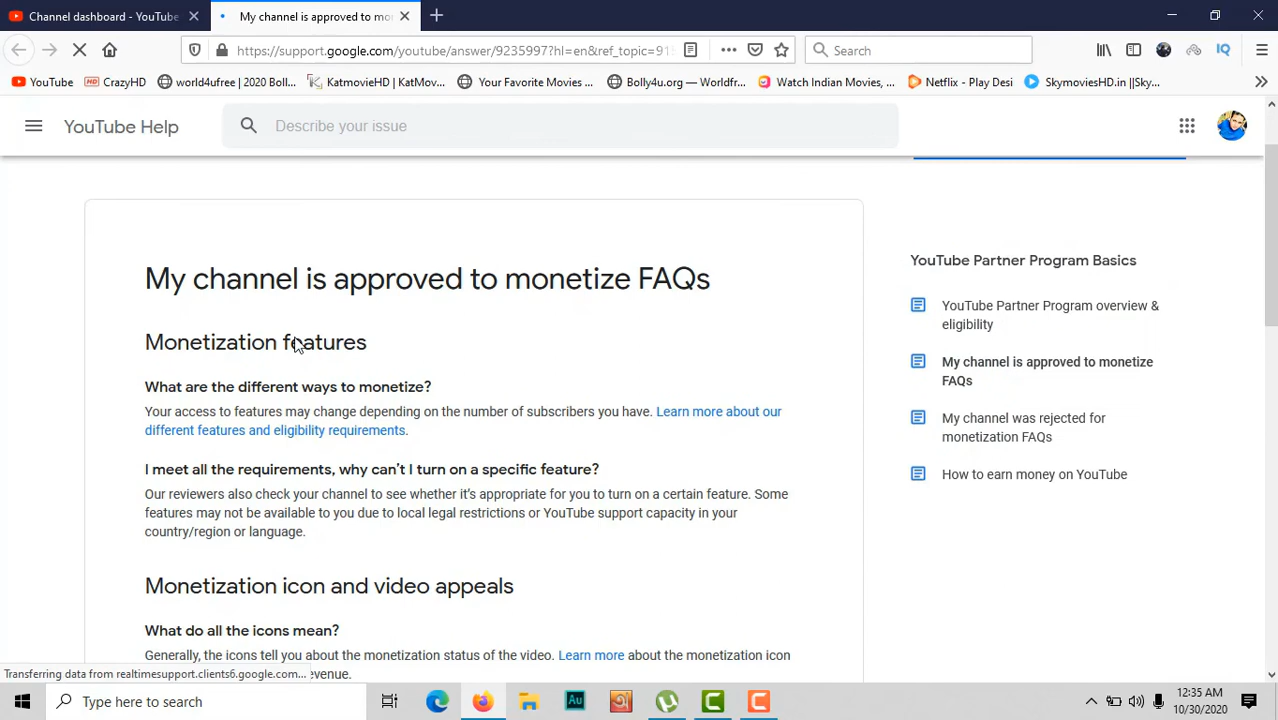 Channel dashboard - YouTube
My channel is approved to mo
https://support.google.com/youtube/answer/9235997?hl=en&ref_topic=91
Search
YouTube
CrazyHD
world4ufree | 2020 Boll...
KatmovieHD | KatMov...
Your Favorite Movies ...
Bolly4u.org — Worldfr...
Watch Indian Movies, ...
Netflix – Play Desi
SkymoviesHD.in ||Sky...
YouTube Help
Describe your issue
My channel is approved to monetize FAQs
Monetization features
What are the different ways to monetize?
Your access to features may change depending on the number of subscribers you have. Learn more about our
different features and eligibility requirements.
I meet all the requirements, why can't I turn on a specific feature?
Our reviewers also check your channel to see whether it's appropriate for you to turn on a certain feature. Some
features may not be available to you due to local legal restrictions or YouTube support capacity in your
country/region or language.
Monetization icon and video appeals
What do all the icons mean?
Generally, the icons tell you about the monetization status of the video. Learn more about the monetization icon
evenue.
YouTube Partner Program Basics
YouTube Partner Program overview &
eligibility
My channel is approved to monetize
FAQs
My channel was rejected for
monetization FAQs
How to earn money on YouTube
Transferring data from realtimesupport.clients6.google.com...
Type here to search
Au
12:35 AM
10/30/2020